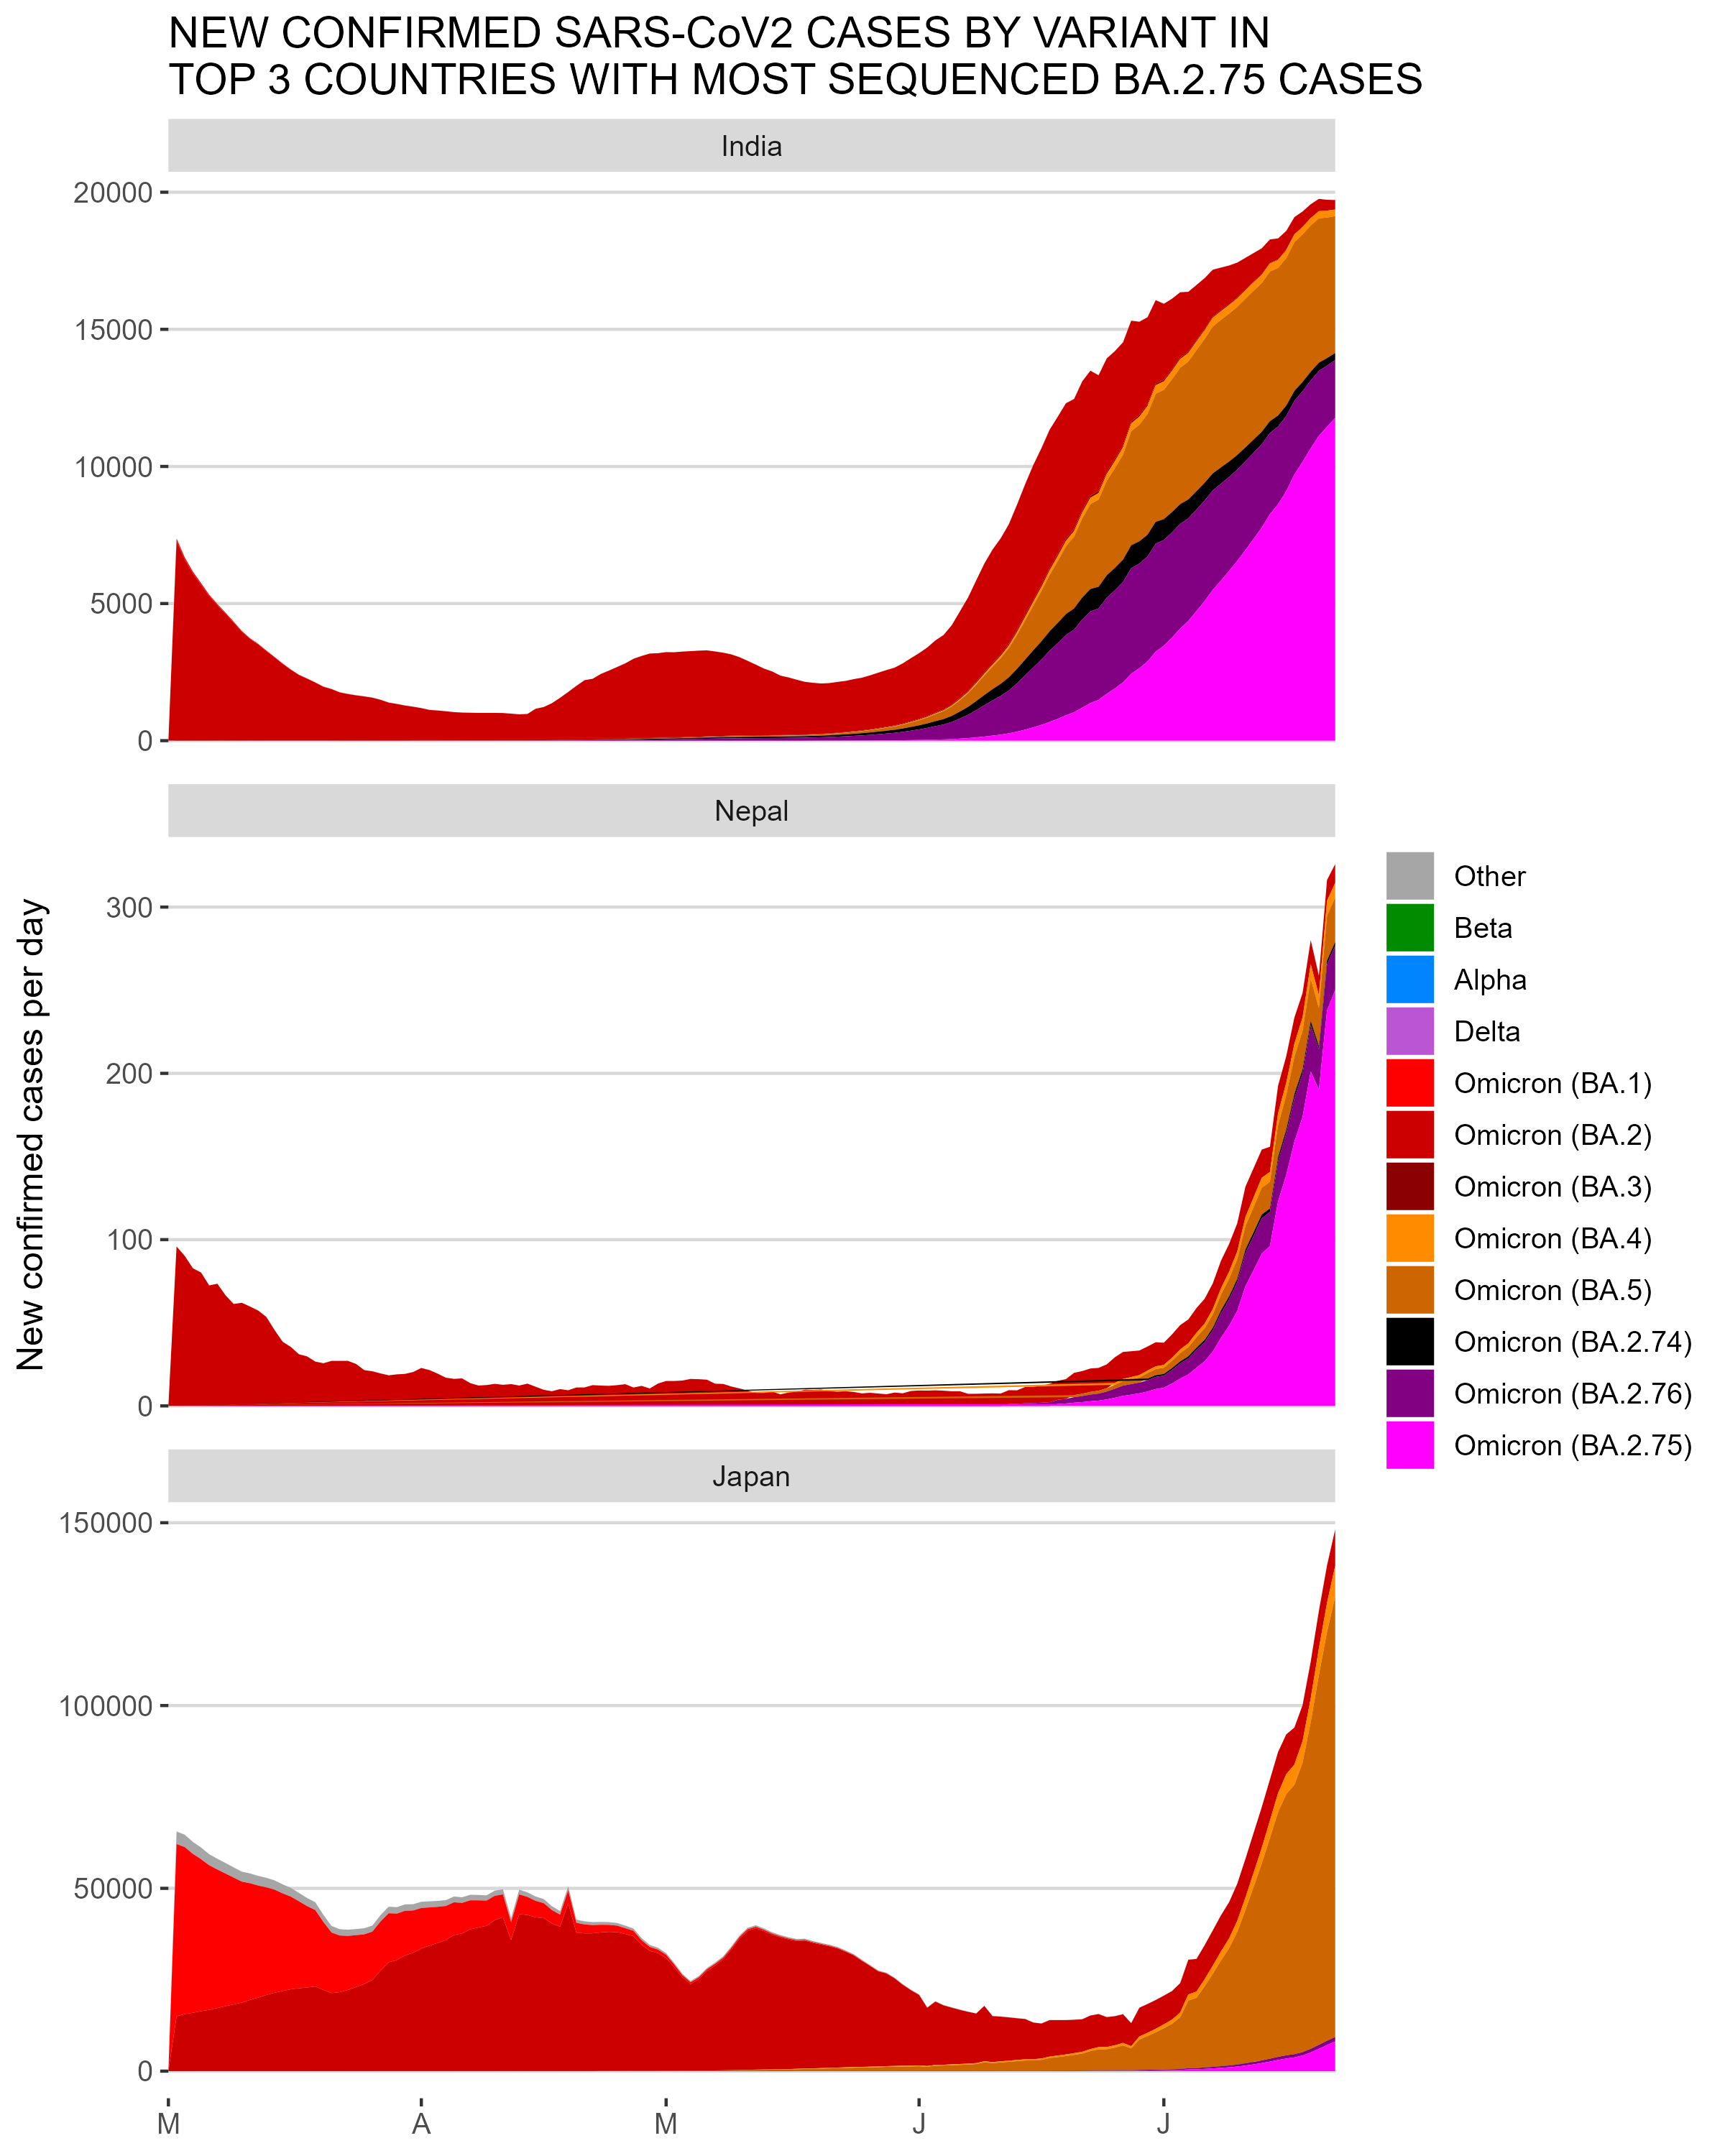 NEW CONFIRMED SARS-CoV2 CASES BY VARIANT IN
TOP 3 COUNTRIES WITH MOST SEQUENCED BA.2.75 CASES
India
20000
15000
10000
5000
0
Nepal
300
200
100
0
Japan
150000
100000
50000
0
M A M J J
New confirmed cases per day
Other
Beta
Alpha
Delta
Omicron (BA.1)
Omicron (BA.2)
Omicron (BA.3)
Omicron (BA.4)
Omicron (BA.5)
Omicron (BA.2.74)
Omicron (BA.2.76)
Omicron (BA.2.75)